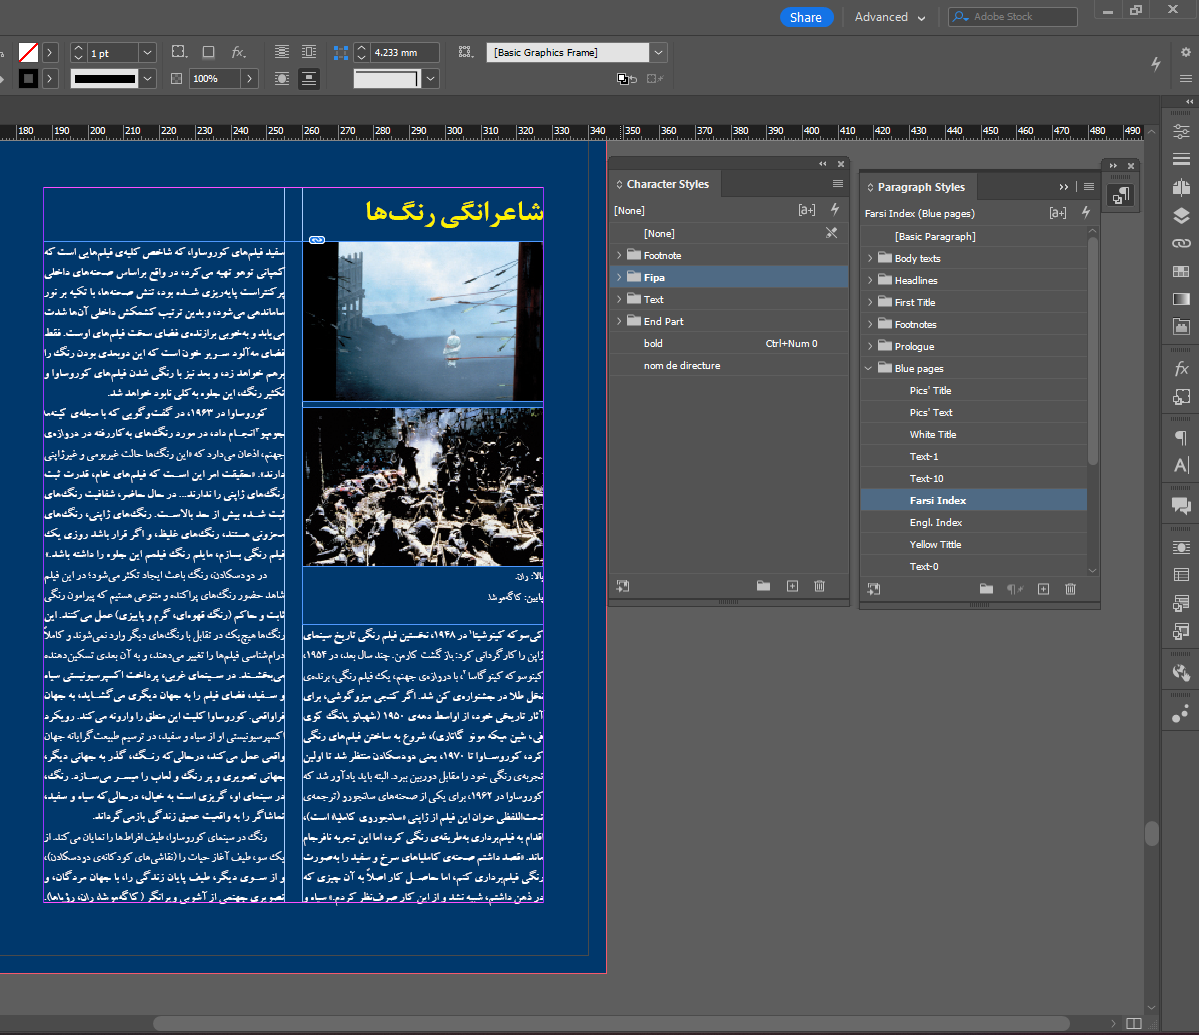 Share
Advanced
Adobe Stock
1 pt
4.233 mm
[Basic Graphics Frame]
100%
180 190 200 210 220 230 240 250 260 270 280 290 300 310 320 330 340 350 360 370 380 390 400 410 420 430 440 450 460 470 480 490
شاعرانگی رنگ‌ها
بالا: ران.
پایین: کاگه‌موشا.
کی‌سوکه کینوشیتا۱ در ۱۹۴۸، نخستین فیلم رنگی تاریخ سینمای
ژاپن را کارگردانی کرد: بازگشت کارمن. چند سال بعد، در ۱۹۵۴،
کینوسوکه کینوگاسا۲، با دروازه‌ی جهنم، یک فیلم رنگی، برنده‌ی
نخل طلا در جشنواره‌ی کن شد. اگر کنجی میزوگوشی، برای
آثار تاریخی خود، از اواسط دهه‌ی ۱۹۵۰ (شهبانو یانگ کوی
فی، شین هیکه مونو گاتاری)، شروع به ساختن فیلم‌های رنگی
کرد، کوروساوا تا ۱۹۷۰، یعنی دودسکادن منتظر شد تا اولین
تجربه‌ی رنگی خود را مقابل دوربین ببرد. البته باید یادآور شد که
کوروساوا در ۱۹۶۲، برای یکی از صحنه‌های سانجورو (ترجمه‌ی
تحت‌اللفظی عنوان این فیلم از ژاپنی «سانجوروی کاملیا» است)،
اقدام به فیلم‌برداری به‌طریقه‌ی رنگی کرد، اما این تجربه نافرجام
ماند. «قصد داشتم صحنه‌ی کاملیاهای سرخ و سفید را به‌صورت
رنگی فیلم‌برداری کنم، اما حاصل کار اصلاً به آن چیزی که
در ذهن داشتم، شبیه نشد و از این کار صرف‌نظر کردم.» سیاه و
سفید فیلم‌های کوروساوا، که شاخص کلیه‌ی فیلم‌هایی است که
کمپانی توهو تهیه می‌کرد، در واقع براساس صحنه‌های داخلی
پرکنتراست پایه‌ریزی شده بود، تنش صحنه‌ها، با تکیه بر نور
ساماندهی می‌شود، و بدین ترتیب کشمکش داخلی آن‌ها شدت
می‌یابد و به‌خوبی برازنده‌ی فضای سخت فیلم‌های اوست. فقط
فضای مه‌آلود سریر خون است که این دوبعدی بودن رنگ را
برهم خواهد زد، و بعد نیز با رنگی شدن فیلم‌های کوروساوا و
تکثیر رنگ، این جلوه به‌کلی نابود خواهد شد.
کوروساوا در ۱۹۶۳، در گفت‌وگویی که با مجله‌ی کینه‌ما
جومپو۳ انجام داد، در مورد رنگ‌های به‌کاررفته در دروازه‌ی
جهنم، اذعان می‌دارد که «این رنگ‌ها حالت غیربومی و غیرژاپنی
دارند». «حقیقت امر این است که فیلم‌های خام، قدرت ثبت
رنگ‌های ژاپنی را ندارند... در حال حاضر، شفافیت رنگ‌های
ثبت شده بیش از حد بالاست. رنگ‌های ژاپنی، رنگ‌های
محزونی هستند، رنگ‌های غلیظ، و اگر قرار باشد روزی یک
فیلم رنگی بسازم، مایلم رنگ فیلمم این جلوه را داشته باشد.»
در دودسکادن، رنگ باعث ایجاد تکثر می‌شود؛ در این فیلم
شاهد حضور رنگ‌های پراکنده و متنوعی هستیم که پیرامون رنگی
ثابت و حاکم (رنگ قهوه‌ای، گرم و پاییزی) عمل می‌کنند. این
رنگ‌ها هیچ‌یک در تقابل با رنگ‌های دیگر وارد نمی‌شوند و کاملاً
درام‌شناسی فیلم‌ها را تغییر می‌دهند، و به آن بعدی تسکین‌دهنده
می‌بخشند. در سینمای غربی، پرداخت اکسپرسیونیستی سیاه
و سفید، فضای فیلم را به جهان دیگری می‌گشاید، به جهان
فراواقعی. کوروساوا کلیت این منطق را وارونه می‌کند. رویکرد
اکسپرسیونیستی او از سیاه و سفید، در ترسیم طبیعت گرایانه جهان
واقعی عمل می‌کند، درحالی‌که رنگ، گذر به جهانی دیگر،
جهانی تصویری و پر رنگ و لعاب را میسر می‌سازد. رنگ،
در سینمای او، گریزی است به خیال، درحالی‌که سیاه و سفید،
تماشاگر را به واقعیت عمیق زندگی بازمی‌گرداند.
رنگ در سینمای کوروساوا، طیف افراط‌ها را نمایان می‌کند. از
یک سو، طیف آغاز حیات را (نقاشی‌های کودکانه‌ی دودسکادن)،
و از سوی دیگر، طیف پایان زندگی را، با جهان مردگان، و
تصویری جهنمی از آشوبی ویرانگر (کاگه‌موشا، ران، رؤیاها).
Character Styles
[None]
[a+]
[None]
Footnote
Fipa
Text
End Part
bold Ctrl+Num 0
nom de directure
Paragraph Styles
Farsi Index (Blue pages)
[a+]
[Basic Paragraph]
Body texts
Headlines
First Title
Footnotes
Prologue
Blue pages
Pics' Title
Pics' Text
White Title
Text-1
Text-10
Farsi Index
Engl. Index
Yellow Tittle
Text-0